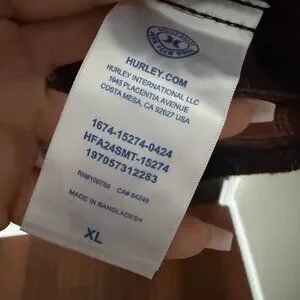 HURLEY.COM
HURLEY INTERNATIONAL LLC
1945 PLACENTIA AVENUE
COSTA MESA, CA 92627 USA
1674-15274-0424
HFA24SMT-15274
197057312283
RN#100759 CA# 64249
MADE IN BANGLADESH
XL